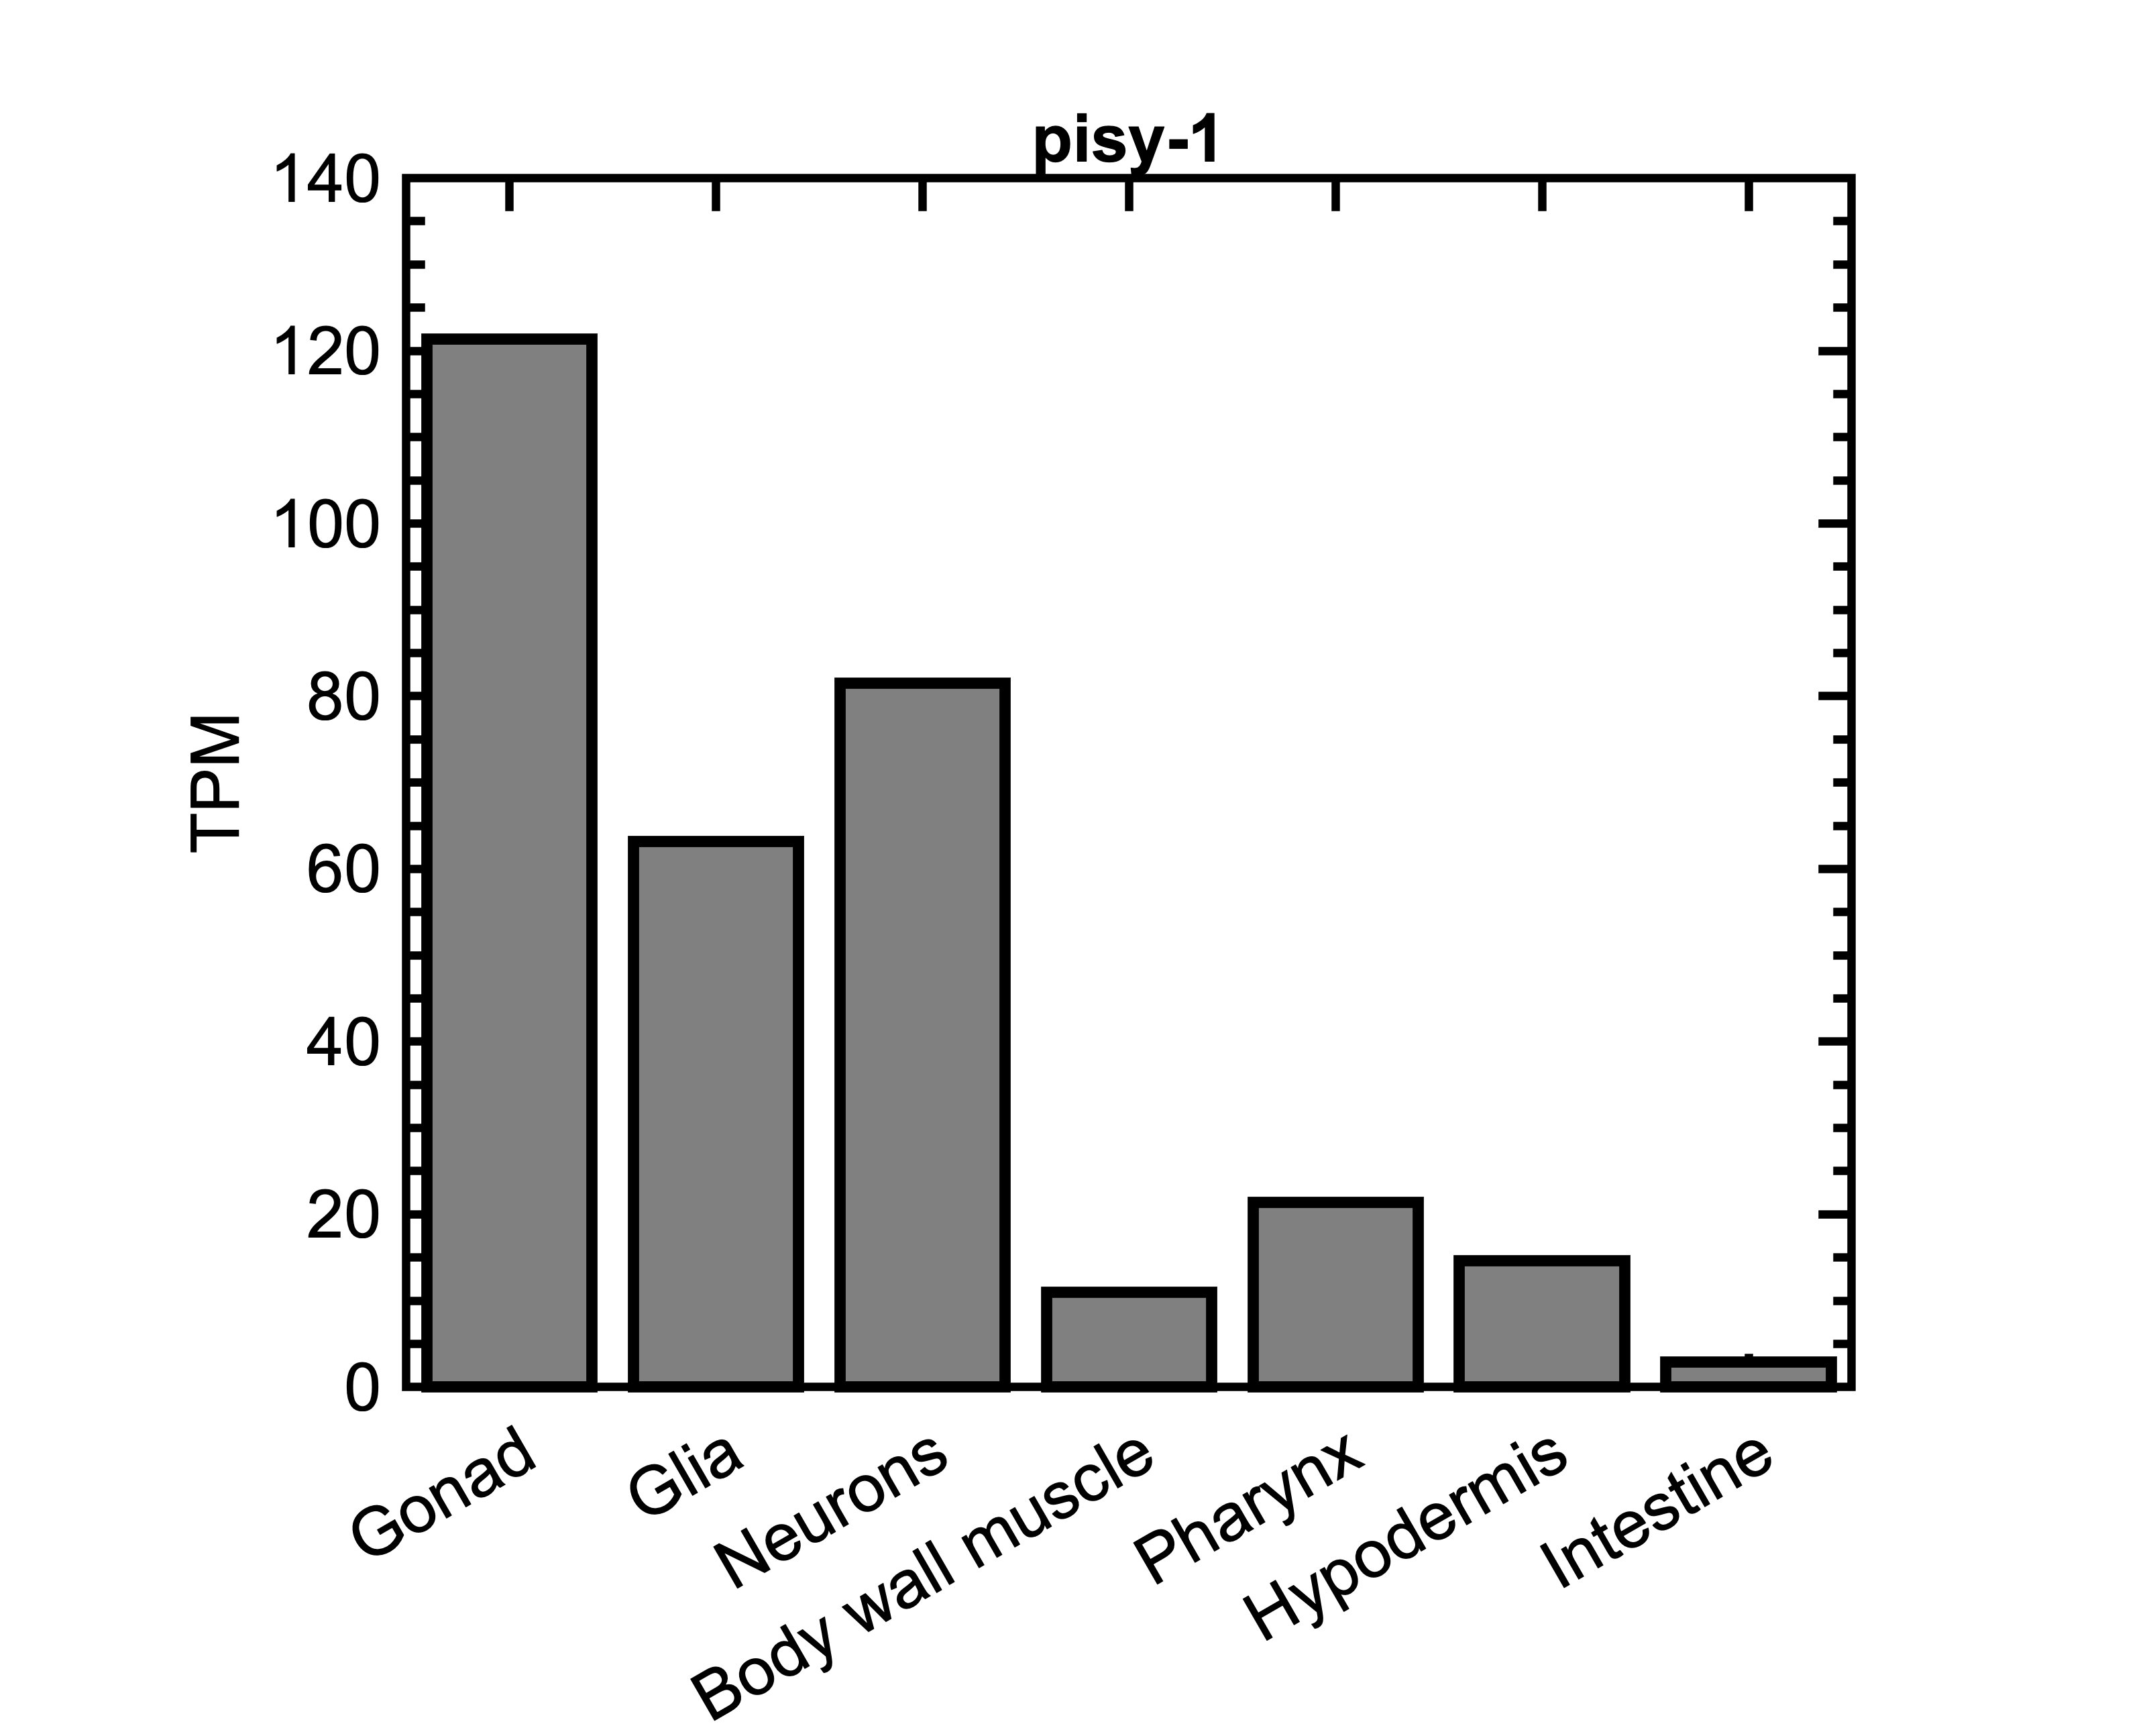 pisy-1
140
120
100
80
60
40
20
0
TPM
Gonad
Glia
Neurons
Body wall muscle
Pharynx
Hypodermis
Intestine